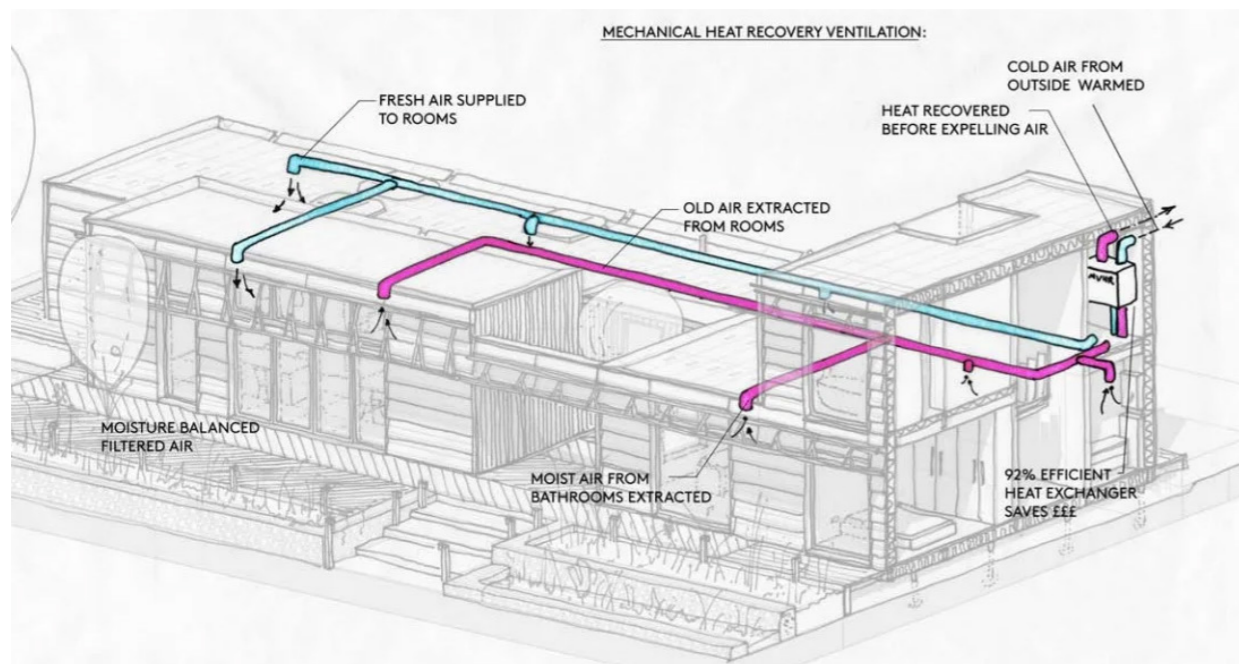 MECHANICAL HEAT RECOVERY VENTILATION:
COLD AIR FROM
OUTSIDE WARMED
FRESH AIR SUPPLIED
TO ROOMS
HEAT RECOVERED
BEFORE EXPELLING AIR
OLD AIR EXTRACTED
FROM ROOMS
MOISTURE BALANCED
FILTERED AIR
MOIST AIR FROM
BATHROOMS EXTRACTED
92% EFFICIENT
HEAT EXCHANGER
SAVES £££